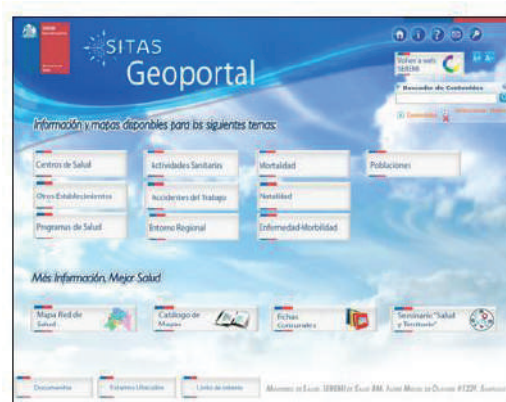 SITAS
Geoportal
Volver a web
SEREMI
Buscador de Contenidos
Información y mapas disponibles para los siguientes temas:
Centros de Salud
Actividades Sanitarias
Mortalidad
Poblaciones
Otros Establecimientos
Accidentes del Trabajo
Natalidad
Programas de Salud
Entorno Regional
Enfermedad-Morbilidad
Más Información, Mejor Salud
Mapa Red de
Salud
Catálogo de
Mapas
Fichas
Comunales
Seminario "Salud
y Territorio"
Documentos
Estamos Ubicados
Links de interés